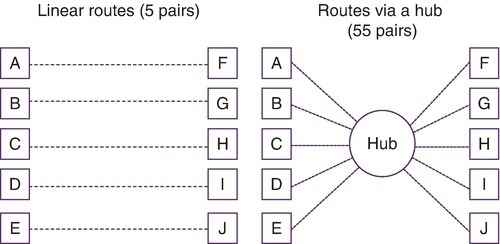 Linear routes (5 pairs)
Routes via a hub
(55 pairs)
A F
B G
C H
D I
E J
A F
B G
C Hub H
D I
E J